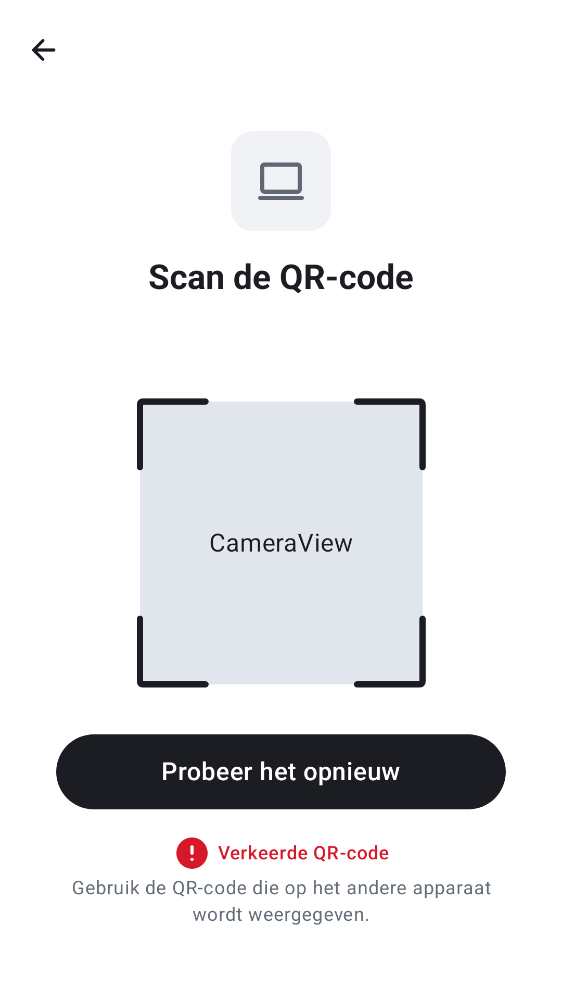 Scan de QR-code
CameraView
Probeer het opnieuw
Verkeerde QR-code
Gebruik de QR-code die op het andere apparaat
wordt weergegeven.